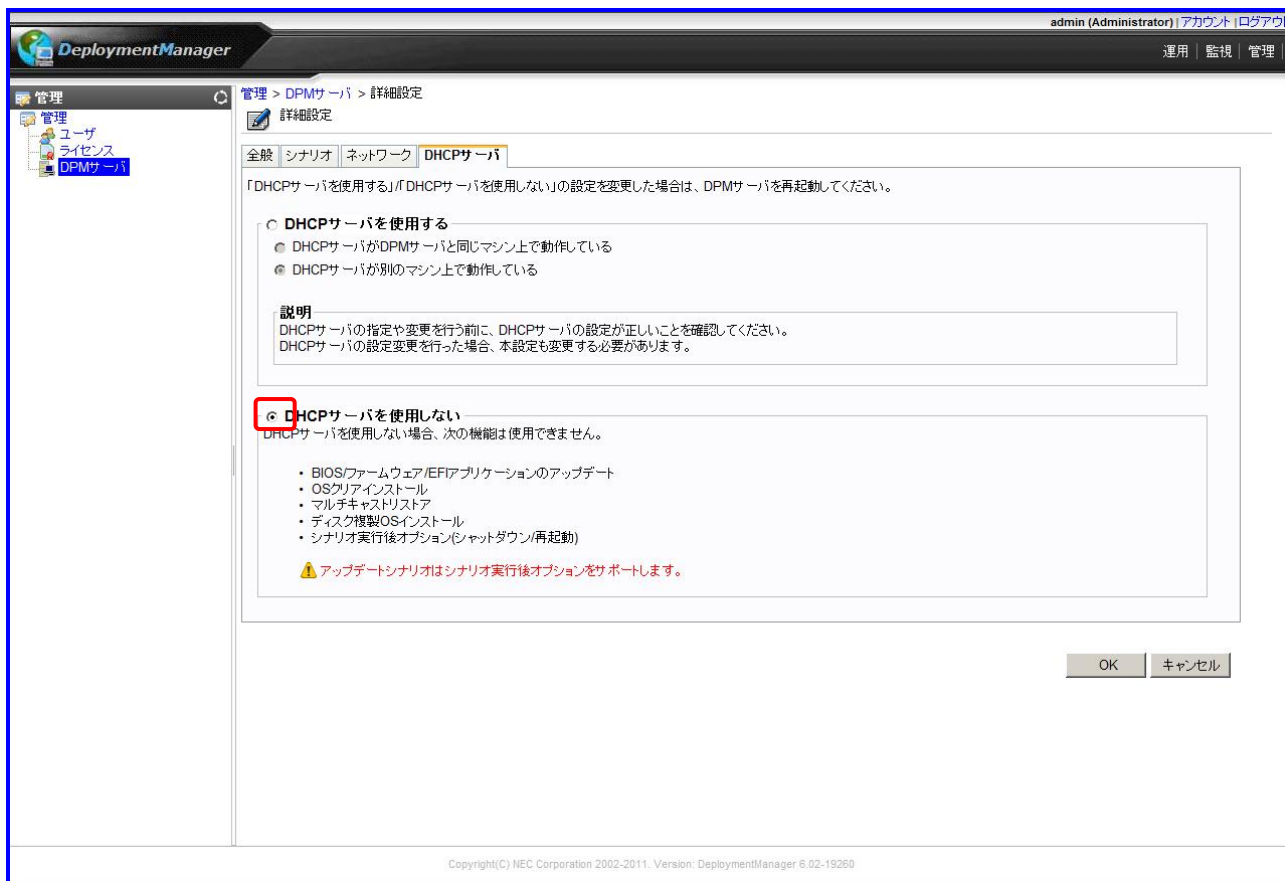 admin (Administrator) | アカウント | ログアウ
DeploymentManager
運用 | 監視 | 管理 |
管理
管理
ユーザ
ライセンス
DPMサーバ
管理 > DPMサーバ > 詳細設定
詳細設定
全般 シナリオ ネットワーク DHCPサーバ
「DHCPサーバを使用する」/「DHCPサーバを使用しない」の設定を変更した場合は、DPMサーバを再起動してください。
DHCPサーバを使用する
DHCPサーバがDPMサーバと同じマシン上で動作している
DHCPサーバが別のマシン上で動作している
説明
DHCPサーバの指定や変更を行う前に、DHCPサーバの設定が正しいことを確認してください。
DHCPサーバの設定変更を行った場合、本設定も変更する必要があります。
DHCPサーバを使用しない
DHCPサーバを使用しない場合、次の機能は使用できません。
・ BIOS/ファームウェア/EFIアプリケーションのアップデート
・ OSクリアインストール
・ マルチキャストリストア
・ ディスク複製OSインストール
・ シナリオ実行後オプション(シャットダウン/再起動)
アップデートシナリオはシナリオ実行後オプションをサポートします。
OK キャンセル
Copyright(C) NEC Corporation 2002-2011. Version: DeploymentManager 6.02-19260